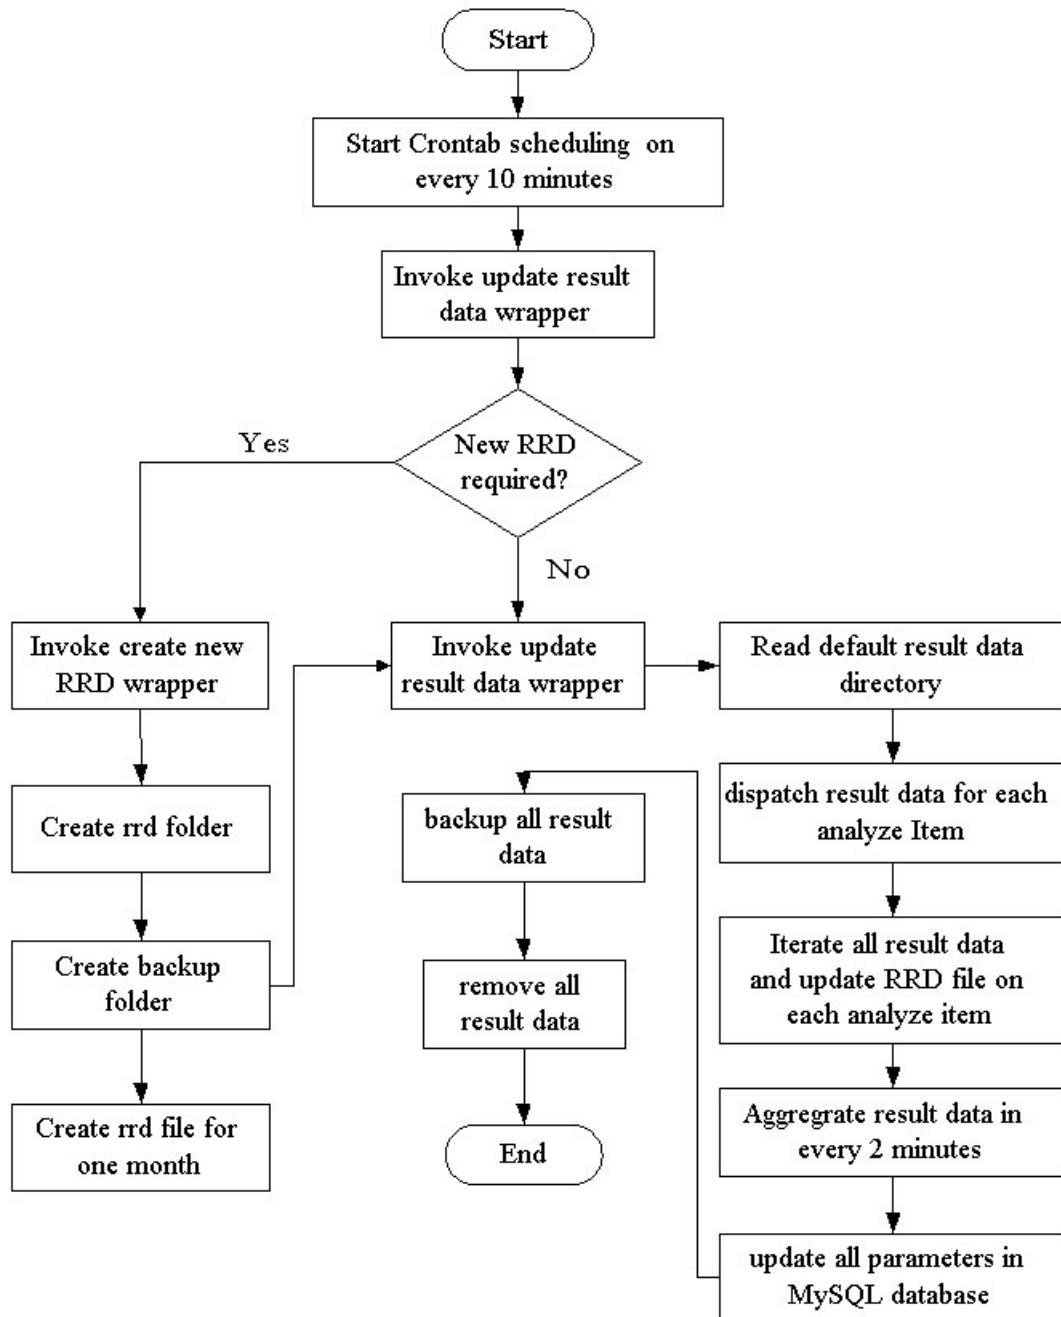 Start
Start Crontab scheduling on
every 10 minutes
Invoke update result
data wrapper
New RRD
required?
Yes
No
Invoke create new
RRD wrapper
Create rrd folder
Create backup
folder
Create rrd file for
one month
Invoke update
result data wrapper
Read default result data
directory
dispatch result data for each
analyze Item
Iterate all result data
and update RRD file on
each analyze item
Aggregrate result data in
every 2 minutes
update all parameters in
MySQL database
backup all result
data
remove all
result data
End